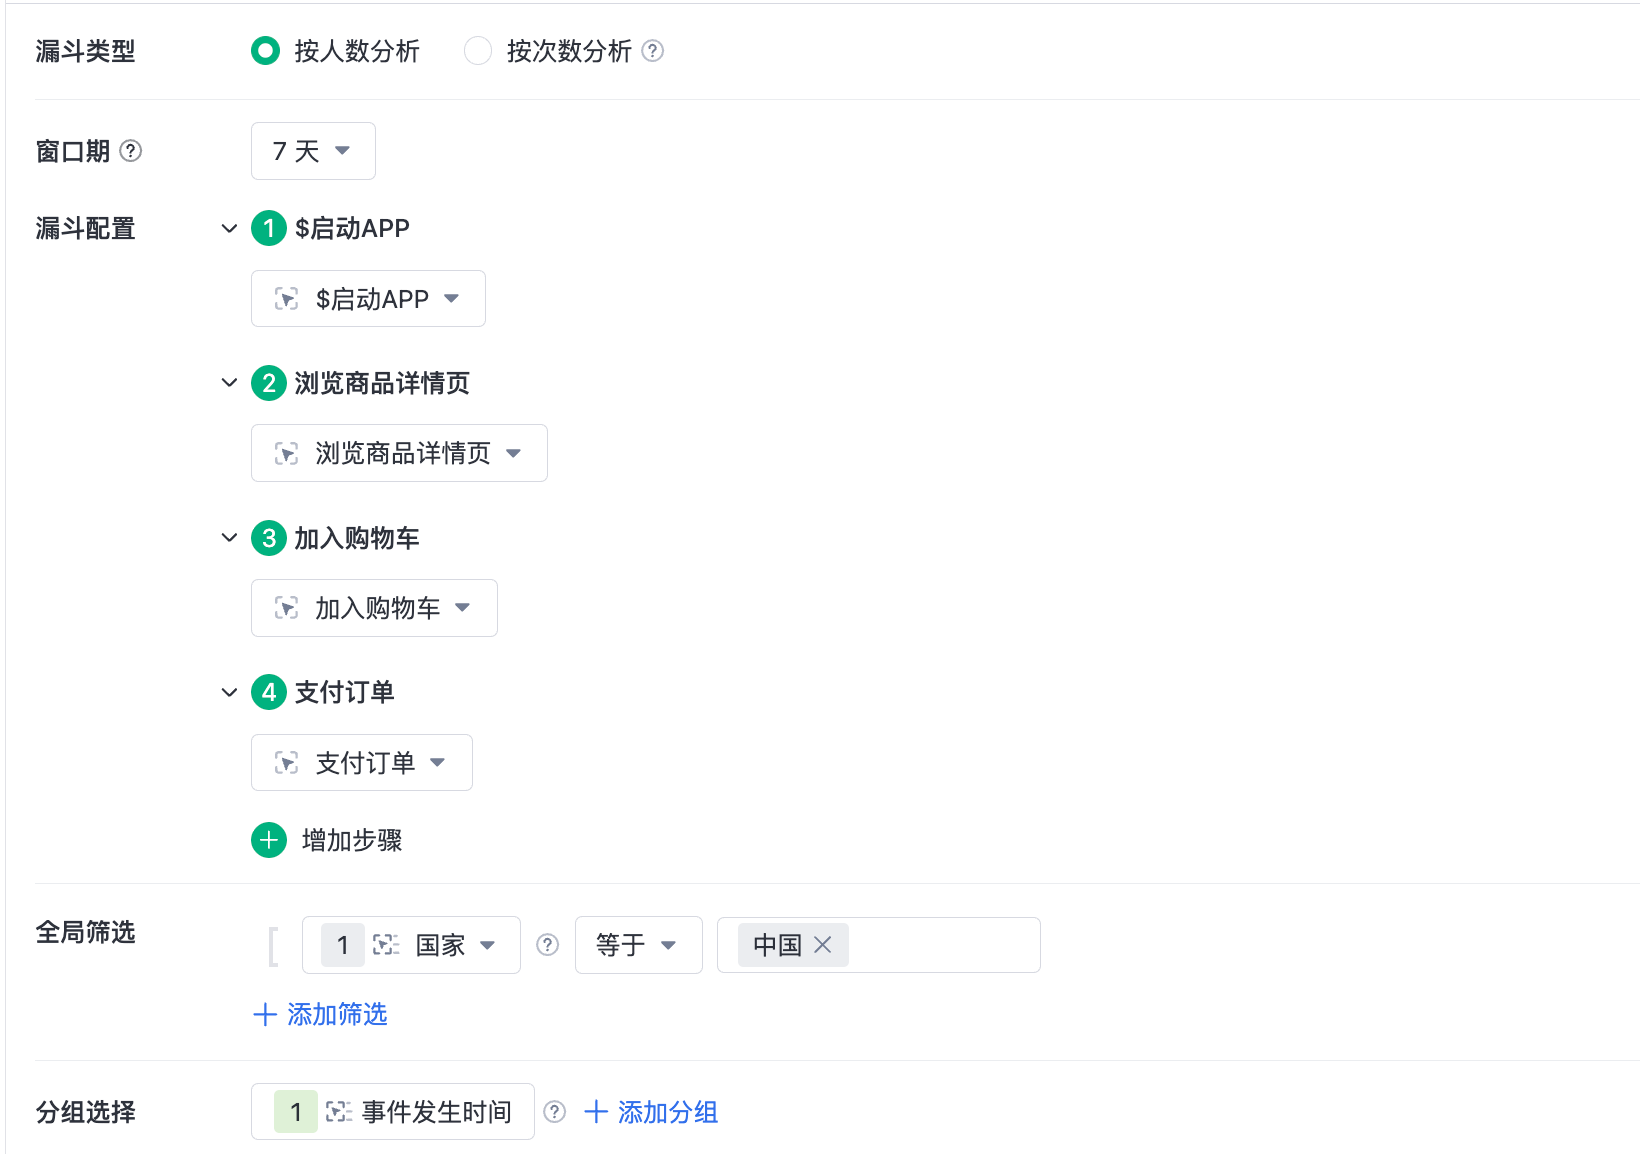 漏斗类型 按人数分析 按次数分析 ?
窗口期 ? 7 天
漏斗配置 1 $启动APP
$启动APP
2 浏览商品详情页
浏览商品详情页
3 加入购物车
加入购物车
4 支付订单
支付订单
增加步骤
全局筛选 1 国家 ? 等于 中国
添加筛选
分组选择 1 事件发生时间 ? 添加分组